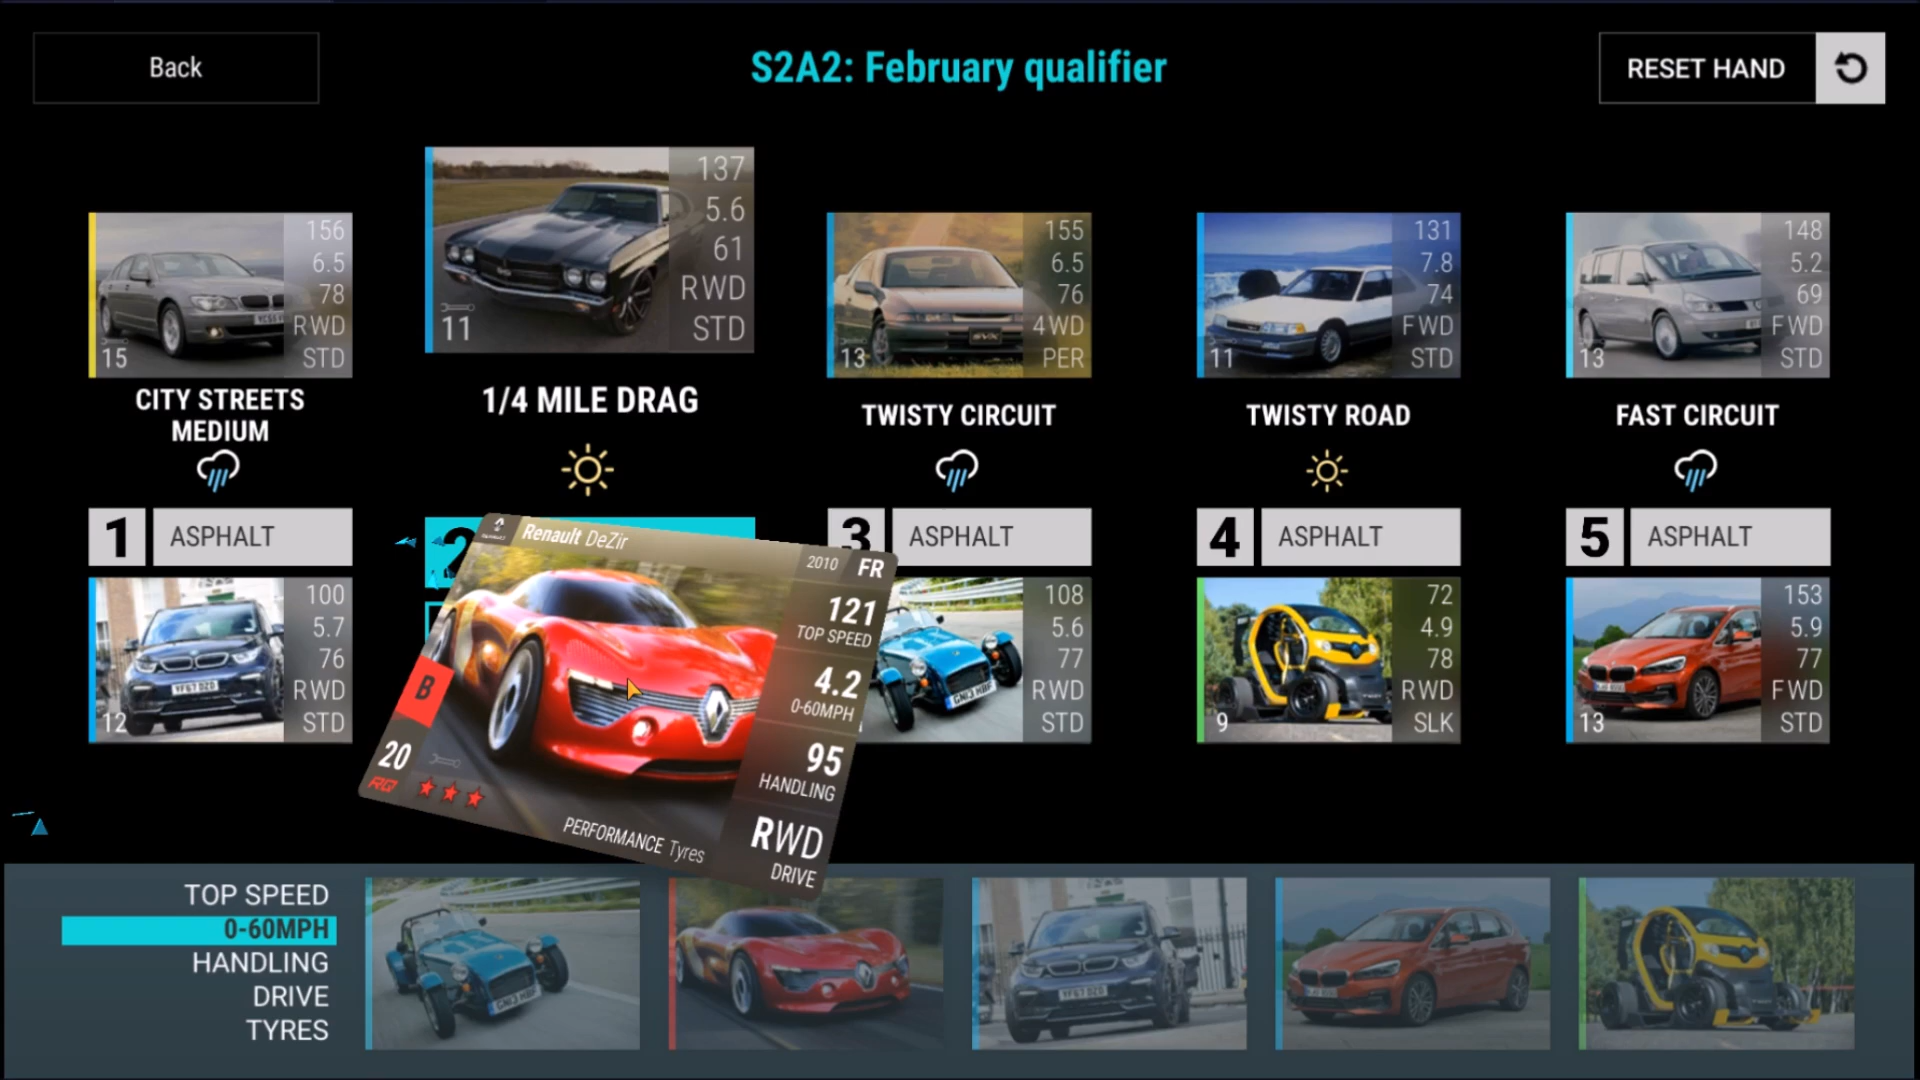 Back
S2A2: February qualifier
RESET HAND
156
6.5
78
RWD
STD
15
137
5.6
61
RWD
STD
11
155
6.5
76
4WD
PER
13
131
7.8
74
FWD
STD
11
148
5.2
69
FWD
STD
13
CITY STREETS
MEDIUM
1/4 MILE DRAG
TWISTY CIRCUIT
TWISTY ROAD
FAST CIRCUIT
1 ASPHALT
2
3 ASPHALT
4 ASPHALT
5 ASPHALT
100
5.7
76
RWD
STD
12
YF67 DZO
Renault DeZir
2010 FR
121
TOP SPEED
4.2
0-60MPH
95
HANDLING
RWD
DRIVE
B
20
RQ
PERFORMANCE Tyres
108
5.6
77
RWD
STD
72
4.9
78
RWD
SLK
9
153
5.9
77
FWD
STD
13
TOP SPEED
0-60MPH
HANDLING
DRIVE
TYRES
YF67 DZO